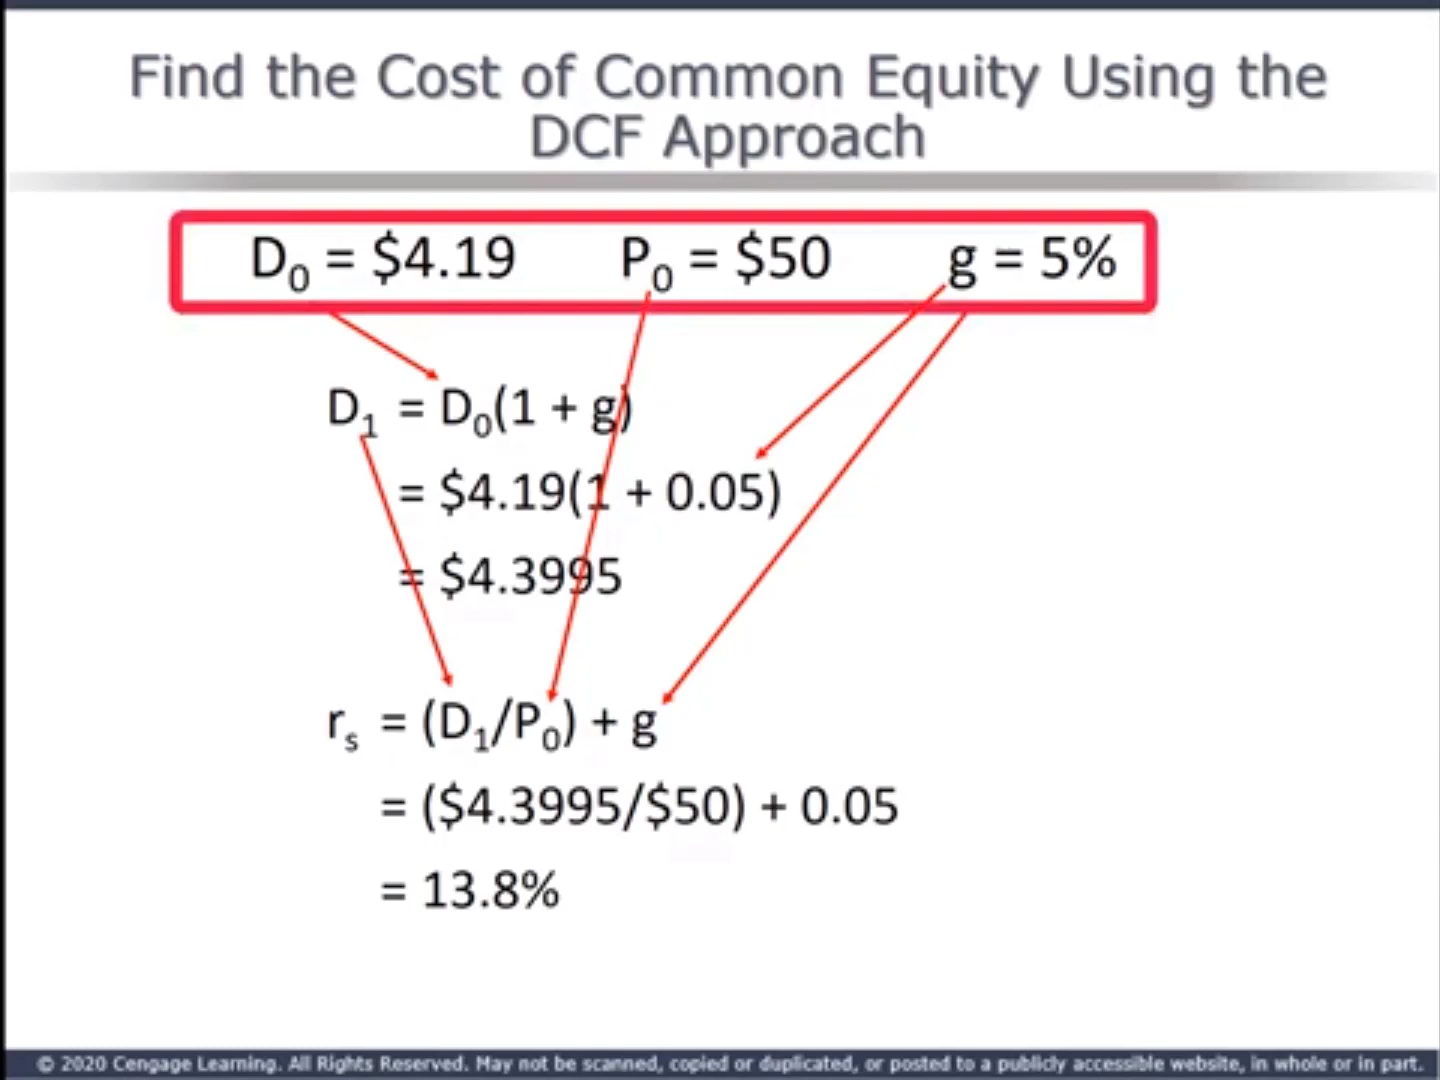 Find the Cost of Common Equity Using the
DCF Approach
D₀ = $4.19 P₀ = $50 g = 5%
D₁ = D₀(1 + g)
= $4.19(1 + 0.05)
= $4.3995
rₛ = (D₁/P₀) + g
= ($4.3995/$50) + 0.05
= 13.8%
© 2020 Cengage Learning. All Rights Reserved. May not be scanned, copied or duplicated, or posted to a publicly accessible website, in whole or in part.